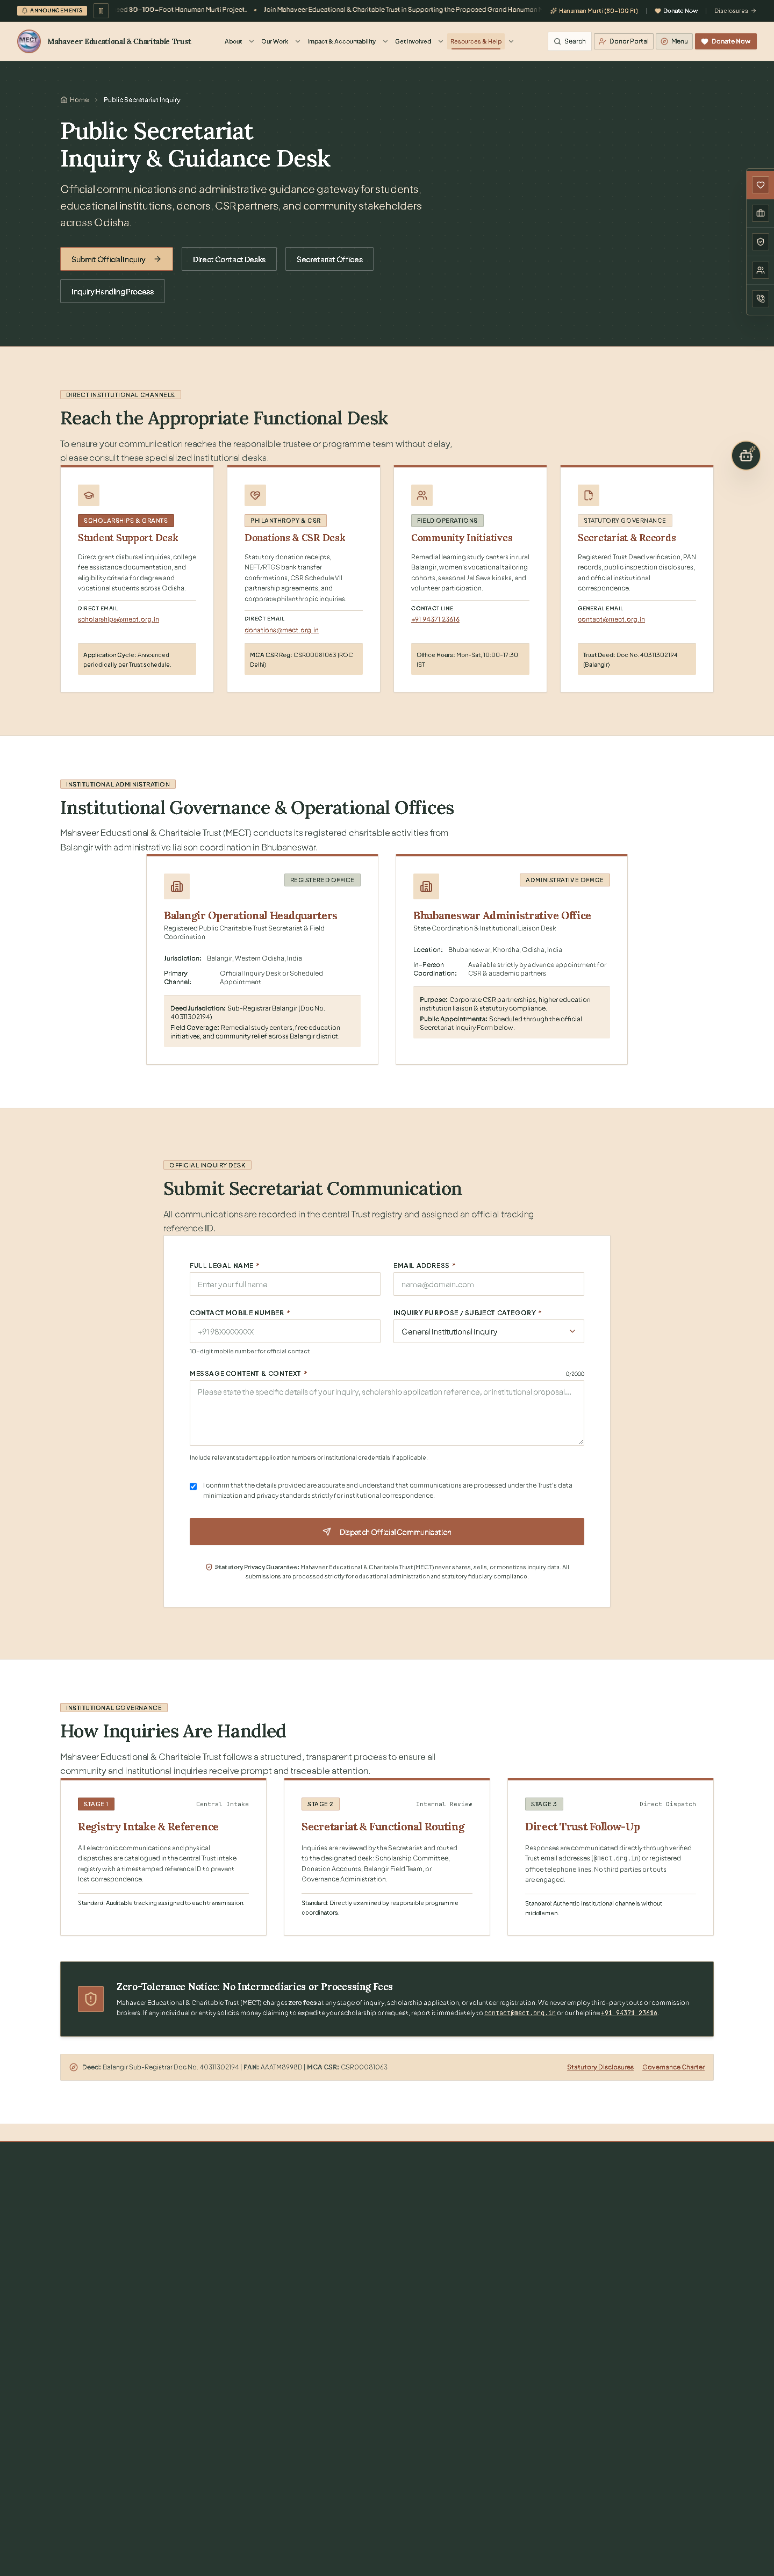 ANNOUNCEMENTS
80–100-Foot Hanuman Murti Project. • Join Mahaveer Educational & Charitable Trust in Supporting the Proposed Grand Hanuman
Hanuman Murti (80–100 Ft) | Donate Now | Disclosures →
MECT
Mahaveer Educational & Charitable Trust
About
Our Work
Impact & Accountability
Get Involved
Resources & Help
Search
Donor Portal
Menu
Donate Now
Home > Public Secretariat Inquiry
Public Secretariat
Inquiry & Guidance Desk
Official communications and administrative guidance gateway for students,
educational institutions, donors, CSR partners, and community stakeholders
across Odisha.
Submit Official Inquiry →
Direct Contact Desks
Secretariat Offices
Inquiry Handling Process
DIRECT INSTITUTIONAL CHANNELS
Reach the Appropriate Functional Desk
To ensure your communication reaches the responsible trustee or programme team without delay,
please consult these specialized institutional desks.
SCHOLARSHIPS & GRANTS
Student Support Desk
Direct grant disbursal inquiries, college
fee assistance documentation, and
eligibility criteria for degree and
vocational students across Odisha.
DIRECT EMAIL
scholarships@mect.org.in
Application Cycle: Announced
periodically per Trust schedule.
PHILANTHROPY & CSR
Donations & CSR Desk
Statutory donation receipts,
NEFT/RTGS bank transfer
confirmations, CSR Schedule VII
partnership agreements, and
corporate philanthropic inquiries.
DIRECT EMAIL
donations@mect.org.in
MCA CSR Reg: CSR00081063 (ROC
Delhi)
FIELD OPERATIONS
Community Initiatives
Remedial learning study centers in rural
Balangir, women's vocational tailoring
cohorts, seasonal Jal Seva kiosks, and
volunteer participation.
CONTACT LINE
+91 94371 23616
Office Hours: Mon–Sat, 10:00–17:30
IST
STATUTORY GOVERNANCE
Secretariat & Records
Registered Trust Deed verification, PAN
records, public inspection disclosures,
and official institutional
correspondence.
GENERAL EMAIL
contact@mect.org.in
Trust Deed: Doc No. 40311302194
(Balangir)
INSTITUTIONAL ADMINISTRATION
Institutional Governance & Operational Offices
Mahaveer Educational & Charitable Trust (MECT) conducts its registered charitable activities from
Balangir with administrative liaison coordination in Bhubaneswar.
REGISTERED OFFICE
Balangir Operational Headquarters
Registered Public Charitable Trust Secretariat & Field
Coordination
Jurisdiction: Balangir, Western Odisha, India
Primary Channel: Official Inquiry Desk or Scheduled Appointment
Deed Jurisdiction: Sub-Registrar Balangir (Doc No.
40311302194)
Field Coverage: Remedial study centers, free education
initiatives, and community relief across Balangir district.
ADMINISTRATIVE OFFICE
Bhubaneswar Administrative Office
State Coordination & Institutional Liaison Desk
Location: Bhubaneswar, Khordha, Odisha, India
In-Person Coordination: Available strictly by advance appointment for CSR & academic partners
Purpose: Corporate CSR partnerships, higher education
institution liaison & statutory compliance.
Public Appointments: Scheduled through the official
Secretariat Inquiry Form below.
OFFICIAL INQUIRY DESK
Submit Secretariat Communication
All communications are recorded in the central Trust registry and assigned an official tracking
reference ID.
FULL LEGAL NAME *
Enter your full name
EMAIL ADDRESS *
name@domain.com
CONTACT MOBILE NUMBER *
+91 98XXXXXXXX
10-digit mobile number for official contact
INQUIRY PURPOSE / SUBJECT CATEGORY *
General Institutional Inquiry
MESSAGE CONTENT & CONTEXT *
0/2000
Please state the specific details of your inquiry, scholarship application reference, or institutional proposal...
Include relevant student application numbers or institutional credentials if applicable.
I confirm that the details provided are accurate and understand that communications are processed under the Trust's data
minimization and privacy standards strictly for institutional correspondence.
Dispatch Official Communication
Statutory Privacy Guarantee: Mahaveer Educational & Charitable Trust (MECT) never shares, sells, or monetizes inquiry data. All
submissions are processed strictly for educational administration and statutory fiduciary compliance.
INSTITUTIONAL GOVERNANCE
How Inquiries Are Handled
Mahaveer Educational & Charitable Trust follows a structured, transparent process to ensure all
community and institutional inquiries receive prompt and traceable attention.
STAGE 1
Central Intake
Registry Intake & Reference
All electronic communications and physical
dispatches are catalogued in the central Trust intake
registry with a timestamped reference ID to prevent
lost correspondence.
Standard: Auditable tracking assigned to each transmission.
STAGE 2
Internal Review
Secretariat & Functional Routing
Inquiries are reviewed by the Secretariat and routed
to the designated desk: Scholarship Committee,
Donation Accounts, Balangir Field Team, or
Governance Administration.
Standard: Directly examined by responsible programme
coordinators.
STAGE 3
Direct Dispatch
Direct Trust Follow-Up
Responses are communicated directly through verified
Trust email addresses (@mect.org.in) or registered
office telephone lines. No third parties or touts
are engaged.
Standard: Authentic institutional channels without
middlemen.
Zero-Tolerance Notice: No Intermediaries or Processing Fees
Mahaveer Educational & Charitable Trust (MECT) charges zero fees at any stage of inquiry, scholarship application, or volunteer registration. We never employ third-party touts or commission
brokers. If any individual or entity solicits money claiming to expedite your scholarship or request, report it immediately to contact@mect.org.in or our helpline +91 94371 23616.
Deed: Balangir Sub-Registrar Doc No. 40311302194 | PAN: AAATM8998D | MCA CSR: CSR00081063
Statutory Disclosures
Governance Charter